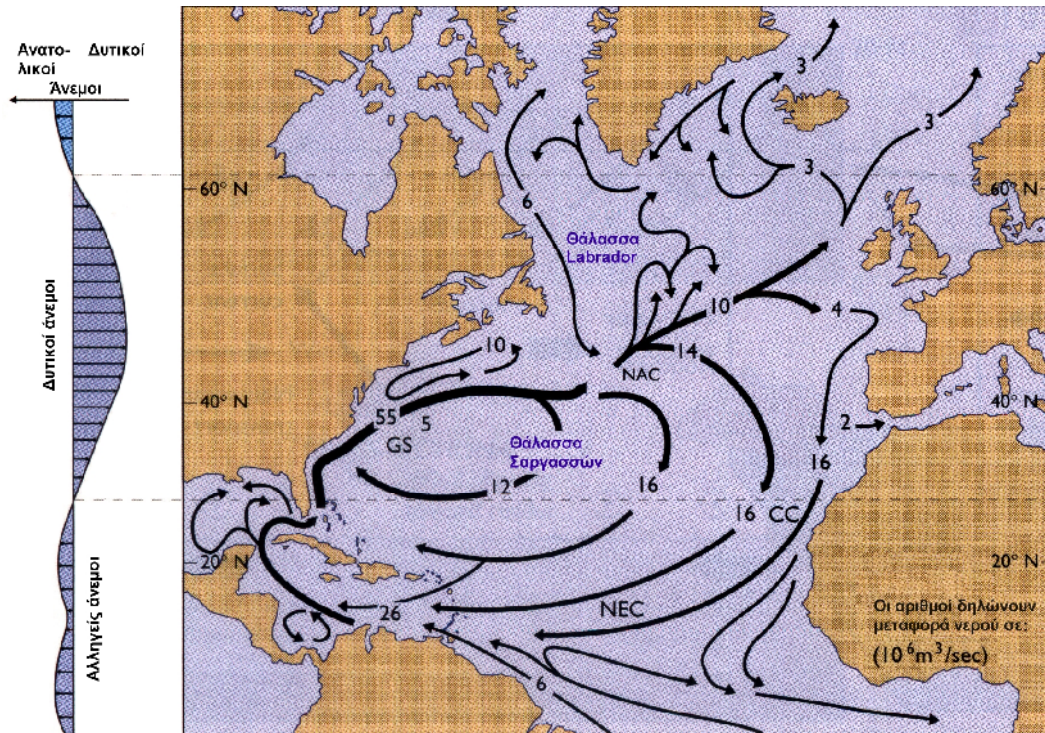 Ανατο-
λικοί
Δυτικοί
Άνεμοι
Δυτικοί άνεμοι
Αλληγείς άνεμοι
60° N
60° N
40° N
40° N
20° N
20° N
3
3
3
6
Θάλασσα
Labrador
10
4
10
14
NAC
55
5
GS
2
Θάλασσα
Σαργασσών
12
16
16
16
CC
26
NEC
6
Οι αριθμοί δηλώνουν
μεταφορά νερού σε:
(10⁶m³/sec)